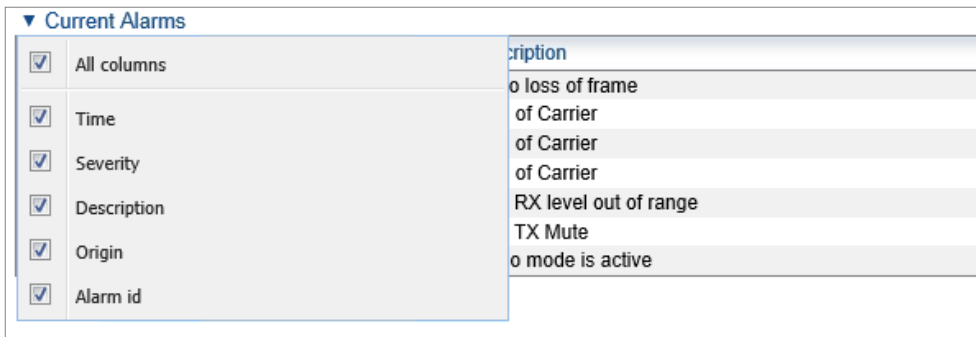 ▼ Current Alarms
All columns
Time
Severity
Description
Origin
Alarm id
cription
o loss of frame
of Carrier
of Carrier
of Carrier
RX level out of range
TX Mute
o mode is active